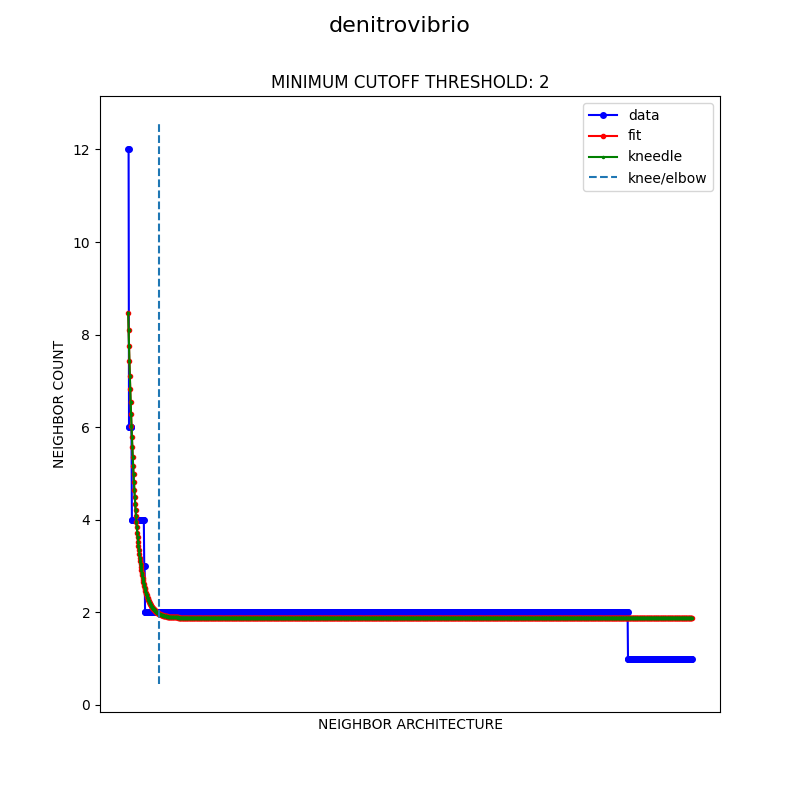 denitrovibrio
MINIMUM CUTOFF THRESHOLD: 2
data
fit
kneedle
knee/elbow
12
10
8
6
4
2
0
NEIGHBOR COUNT
NEIGHBOR ARCHITECTURE